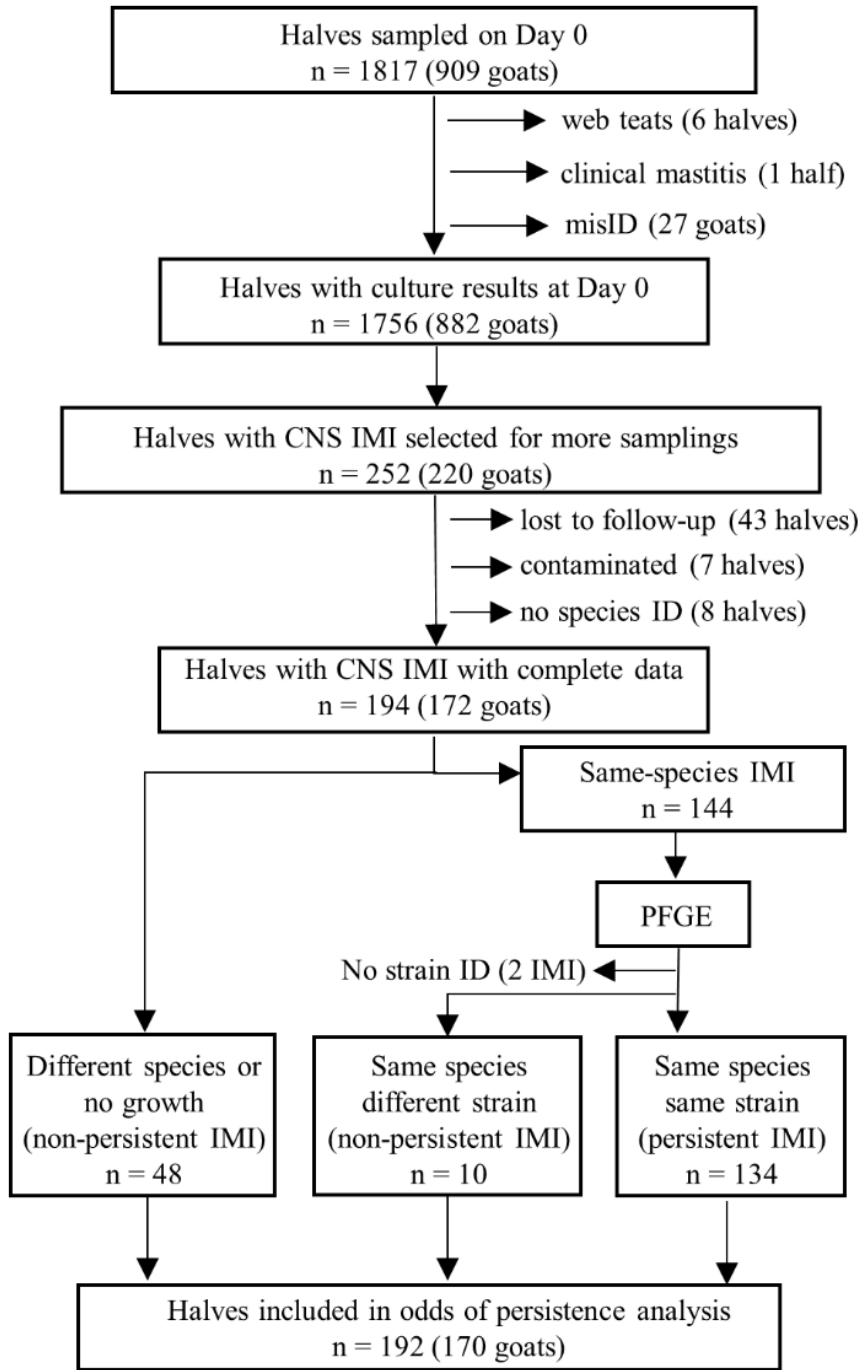 Halves sampled on Day 0
n = 1817 (909 goats)
web teats (6 halves)
clinical mastitis (1 half)
misID (27 goats)
Halves with culture results at Day 0
n = 1756 (882 goats)
Halves with CNS IMI selected for more samplings
n = 252 (220 goats)
lost to follow-up (43 halves)
contaminated (7 halves)
no species ID (8 halves)
Halves with CNS IMI with complete data
n = 194 (172 goats)
Same-species IMI
n = 144
PFGE
No strain ID (2 IMI)
Different species or
no growth
(non-persistent IMI)
n = 48
Same species
different strain
(non-persistent IMI)
n = 10
Same species
same strain
(persistent IMI)
n = 134
Halves included in odds of persistence analysis
n = 192 (170 goats)